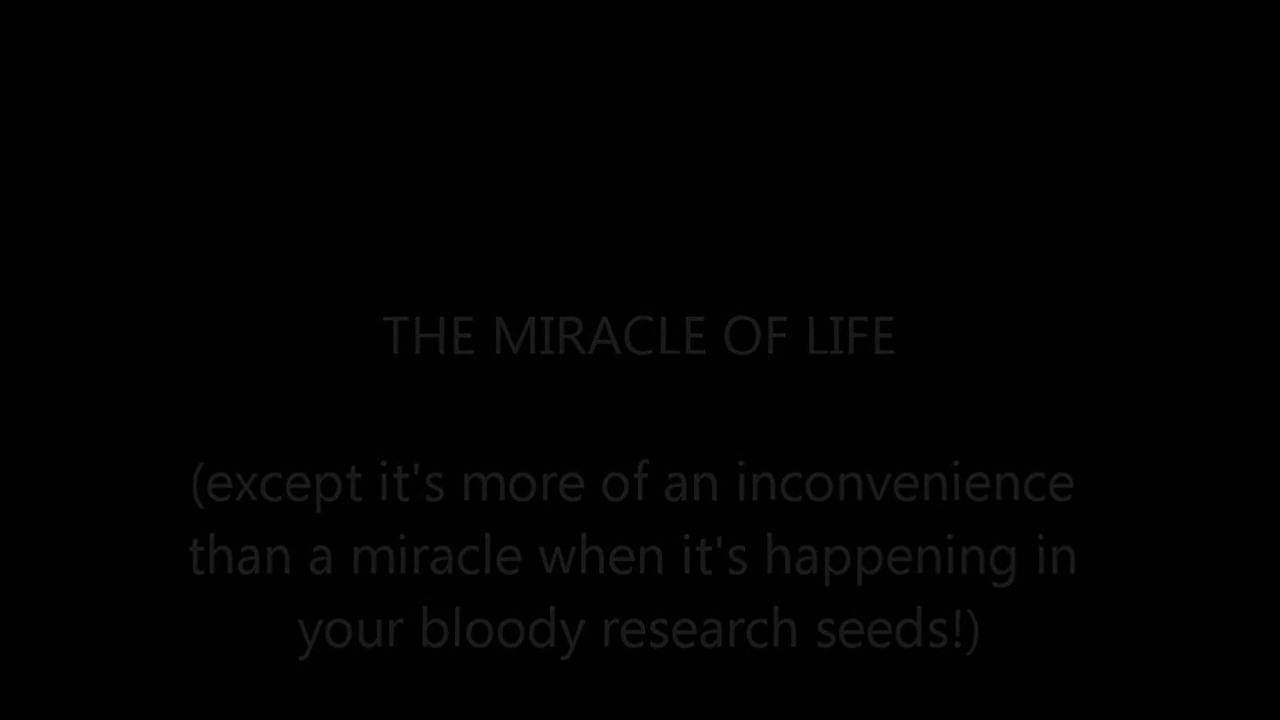 THE MIRACLE OF LIFE
(except it's more of an inconvenience
than a miracle when it's happening in
your bloody research seeds!)